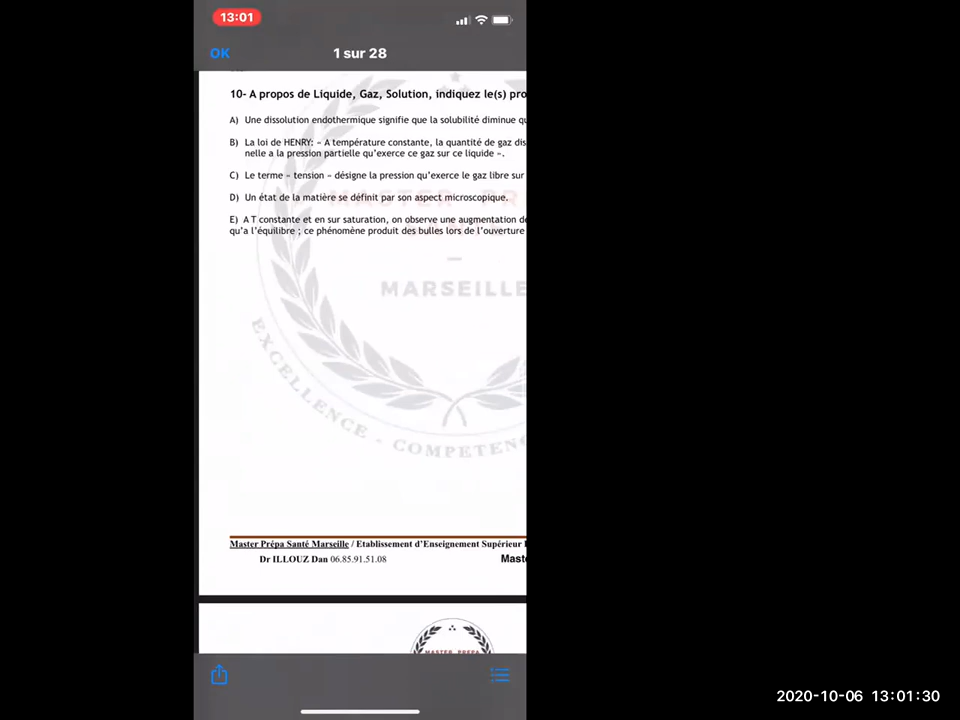 13:01
OK
1 sur 28
10- A propos de Liquide, Gaz, Solution, indiquez le(s) pro
A) Une dissolution endothermique signifie que la solubilité diminue qu
B) La loi de HENRY: « A température constante, la quantité de gaz dis
nelle a la pression partielle qu'exerce ce gaz sur ce liquide ».
C) Le terme « tension » désigne la pression qu'exerce le gaz libre sur
D) Un état de la matière se définit par son aspect microscopique.
E) A T constante et en sur saturation, on observe une augmentation de
qu'a l'équilibre ; ce phénomène produit des bulles lors de l'ouverture
MASTER PR
MARSEILLE
EXCELLENCE - COMPETENC
Master Prépa Santé Marseille / Etablissement d'Enseignement Supérieur
Dr ILLOUZ Dan 06.85.91.51.08
Maste
MASTER PREPA
2020-10-06 13:01:30